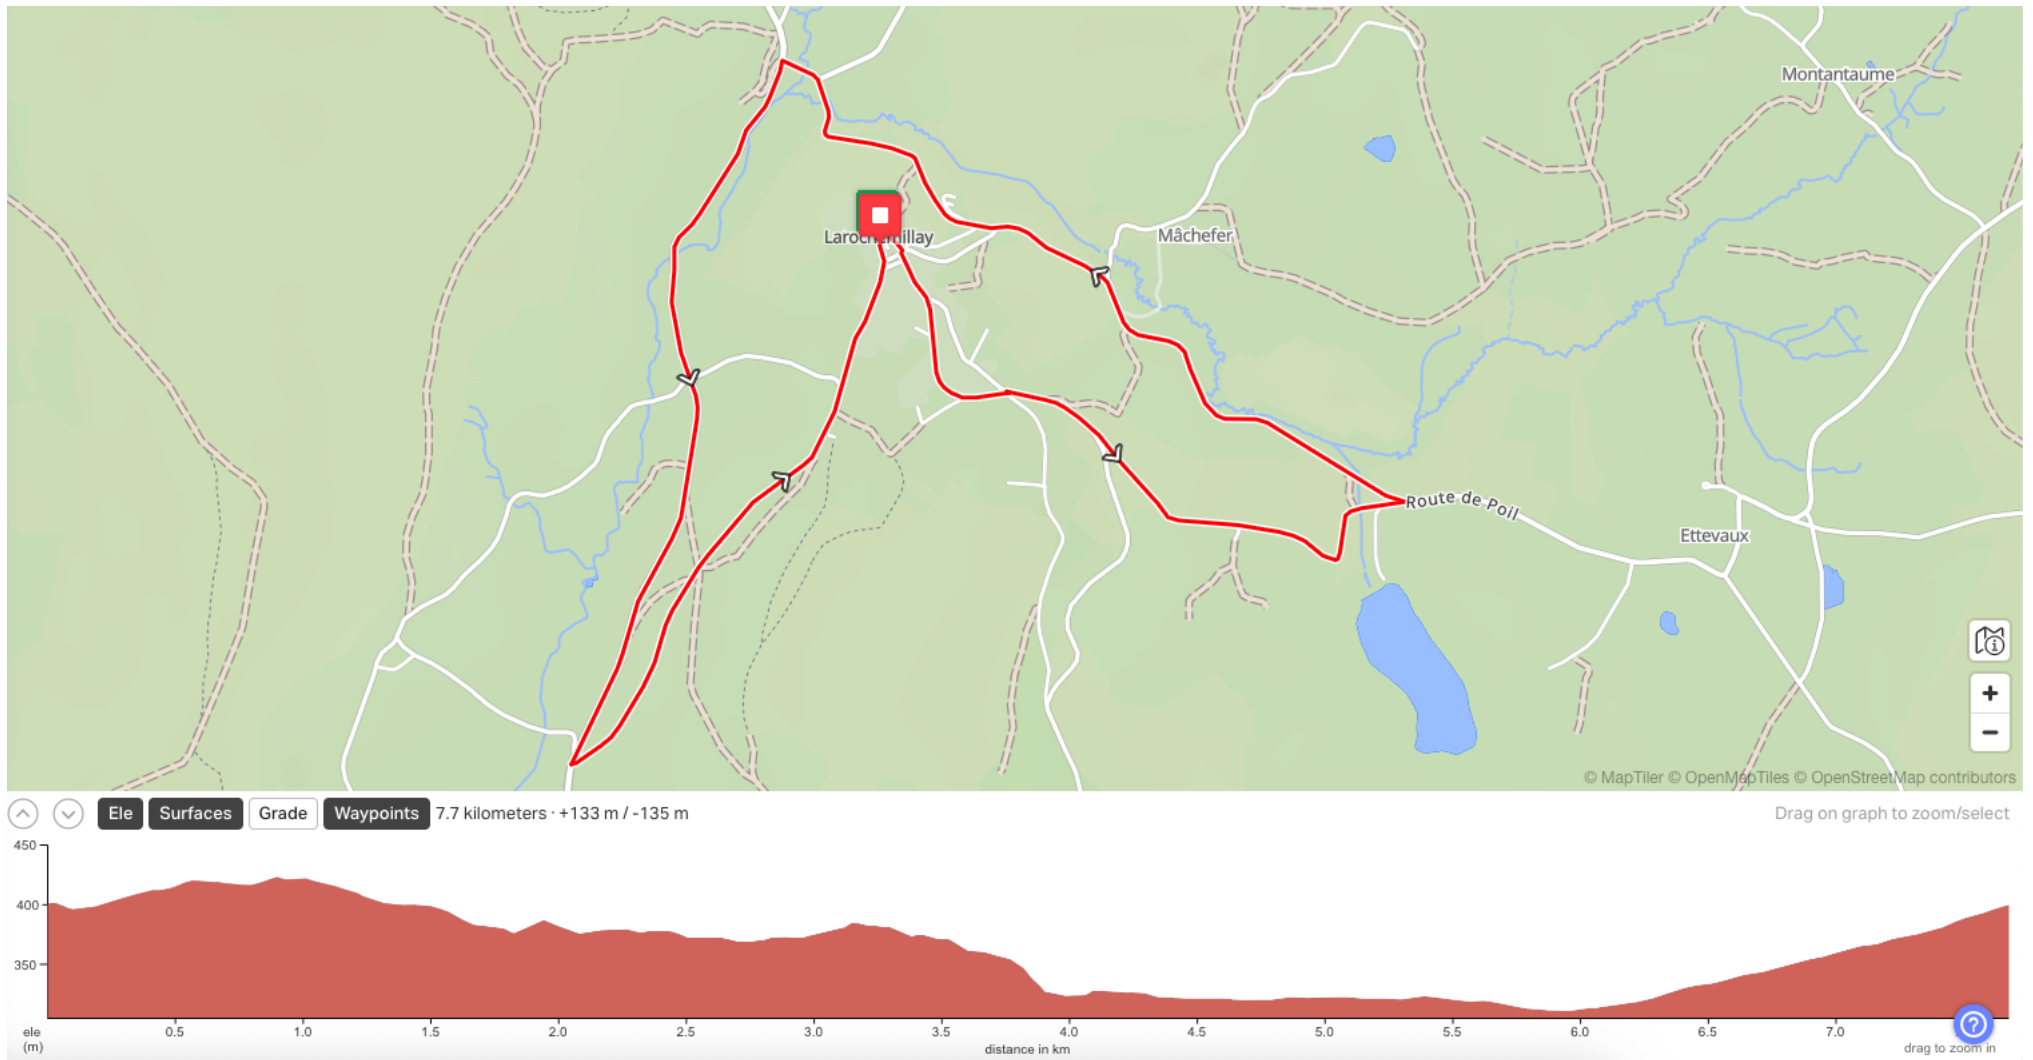 Montantaume
Larochemillay
Mâchefer
Route de Poil
Ettevaux
© MapTiler © OpenMapTiles © OpenStreetMap contributors
Ele Surfaces Grade Waypoints 7.7 kilometers · +133 m / -135 m Drag on graph to zoom/select
450
400
350
ele 0.5 1.0 1.5 2.0 2.5 3.0 3.5 4.0 4.5 5.0 5.5 6.0 6.5 7.0
(m) distance in km drag to zoom in